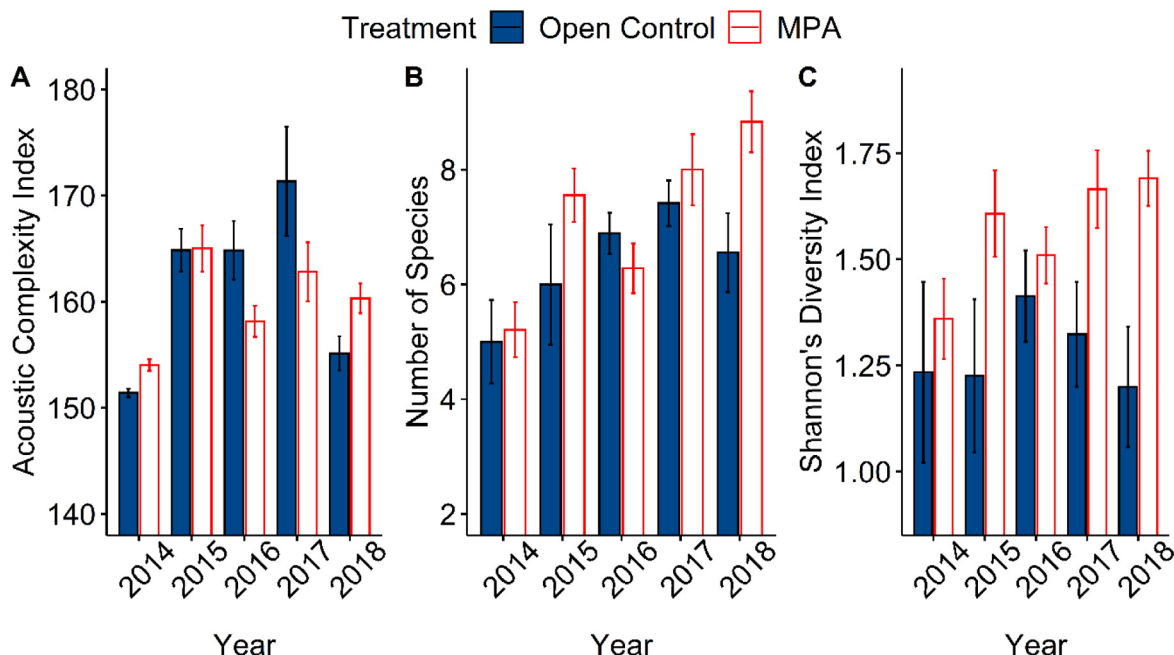 Treatment Open Control MPA
A
Acoustic Complexity Index
180
170
160
150
140
2014 2015 2016 2017 2018
Year
B
Number of Species
8
6
4
2
2014 2015 2016 2017 2018
Year
C
Shannon's Diversity Index
1.75
1.50
1.25
1.00
2014 2015 2016 2017 2018
Year